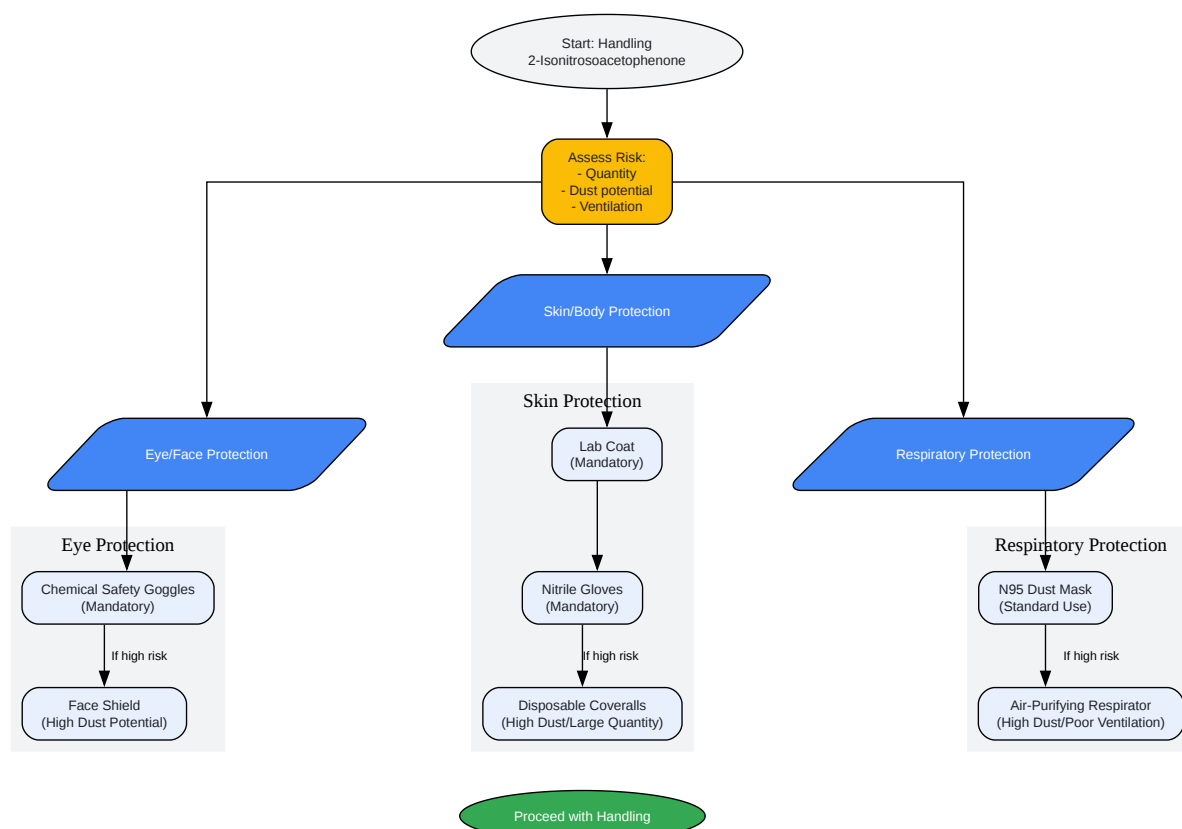 Start: Handling
2-Isonitrosoacetophenone
Assess Risk:
- Quantity
- Dust potential
- Ventilation
Skin/Body Protection
Eye/Face Protection
Respiratory Protection
Skin Protection
Lab Coat
(Mandatory)
Eye Protection
Chemical Safety Goggles
(Mandatory)
If high risk
Face Shield
(High Dust Potential)
Nitrile Gloves
(Mandatory)
If high risk
Disposable Coveralls
(High Dust/Large Quantity)
Respiratory Protection
N95 Dust Mask
(Standard Use)
If high risk
Air-Purifying Respirator
(High Dust/Poor Ventilation)
Proceed with Handling